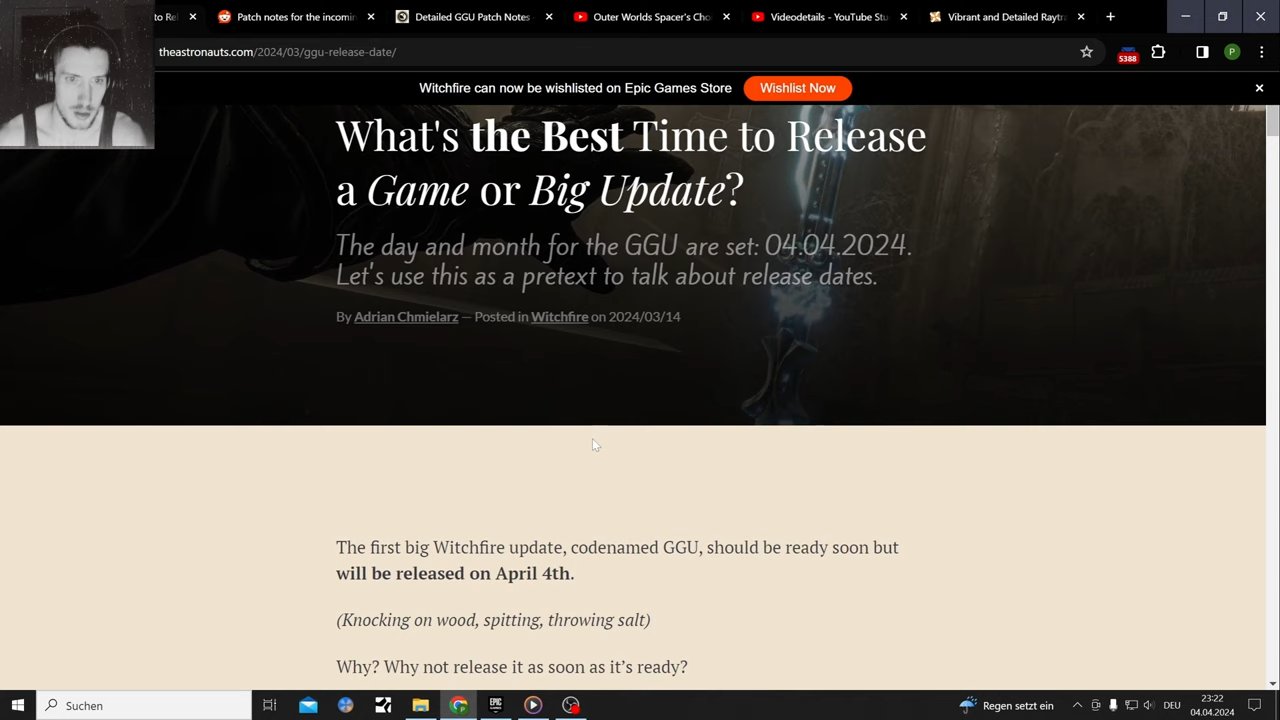 to Rel
Patch notes for the incomin
Detailed GGU Patch Notes -
Outer Worlds Spacer's Cho
Videodetails - YouTube Stu
Vibrant and Detailed Raytra
theastronauts.com/2024/03/ggu-release-date/
5388
P
Witchfire can now be wishlisted on Epic Games Store
Wishlist Now
What's the Best Time to Release
a Game or Big Update?
The day and month for the GGU are set: 04.04.2024.
Let's use this as a pretext to talk about release dates.
By Adrian Chmielarz — Posted in Witchfire on 2024/03/14
The first big Witchfire update, codenamed GGU, should be ready soon but
will be released on April 4th.
(Knocking on wood, spitting, throwing salt)
Why? Why not release it as soon as it's ready?
Suchen
EPIC
Regen setzt ein
DEU
23:22
04.04.2024